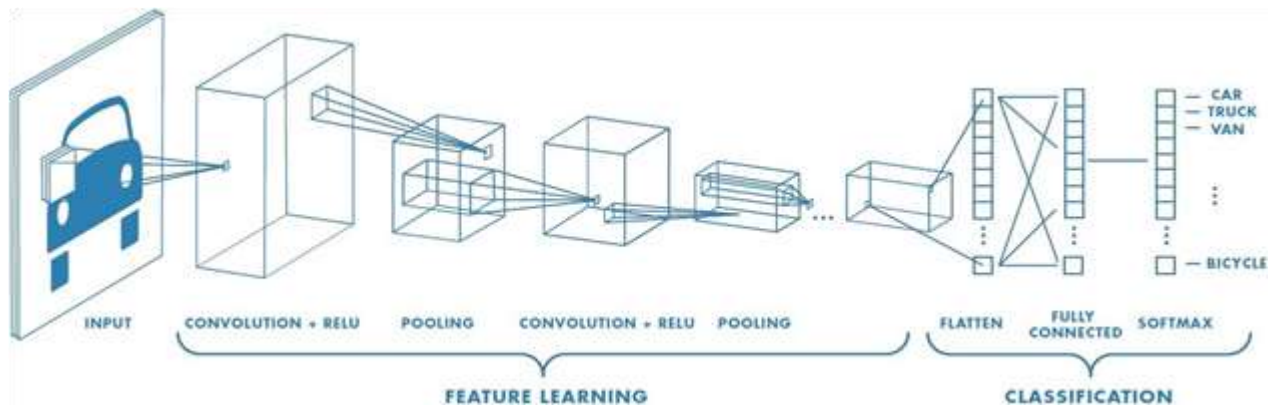 CAR
TRUCK
VAN
BICYCLE
INPUT
CONVOLUTION + RELU
POOLING
CONVOLUTION + RELU
POOLING
FLATTEN
FULLY
CONNECTED
SOFTMAX
FEATURE LEARNING
CLASSIFICATION